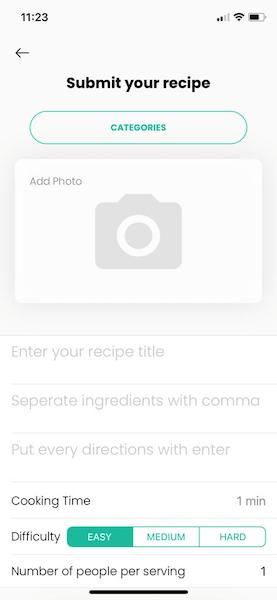 11:23
Submit your recipe
CATEGORIES
Add Photo
Enter your recipe title
Seperate ingredients with comma
Put every directions with enter
Cooking Time 1 min
Difficulty EASY MEDIUM HARD
Number of people per serving 1